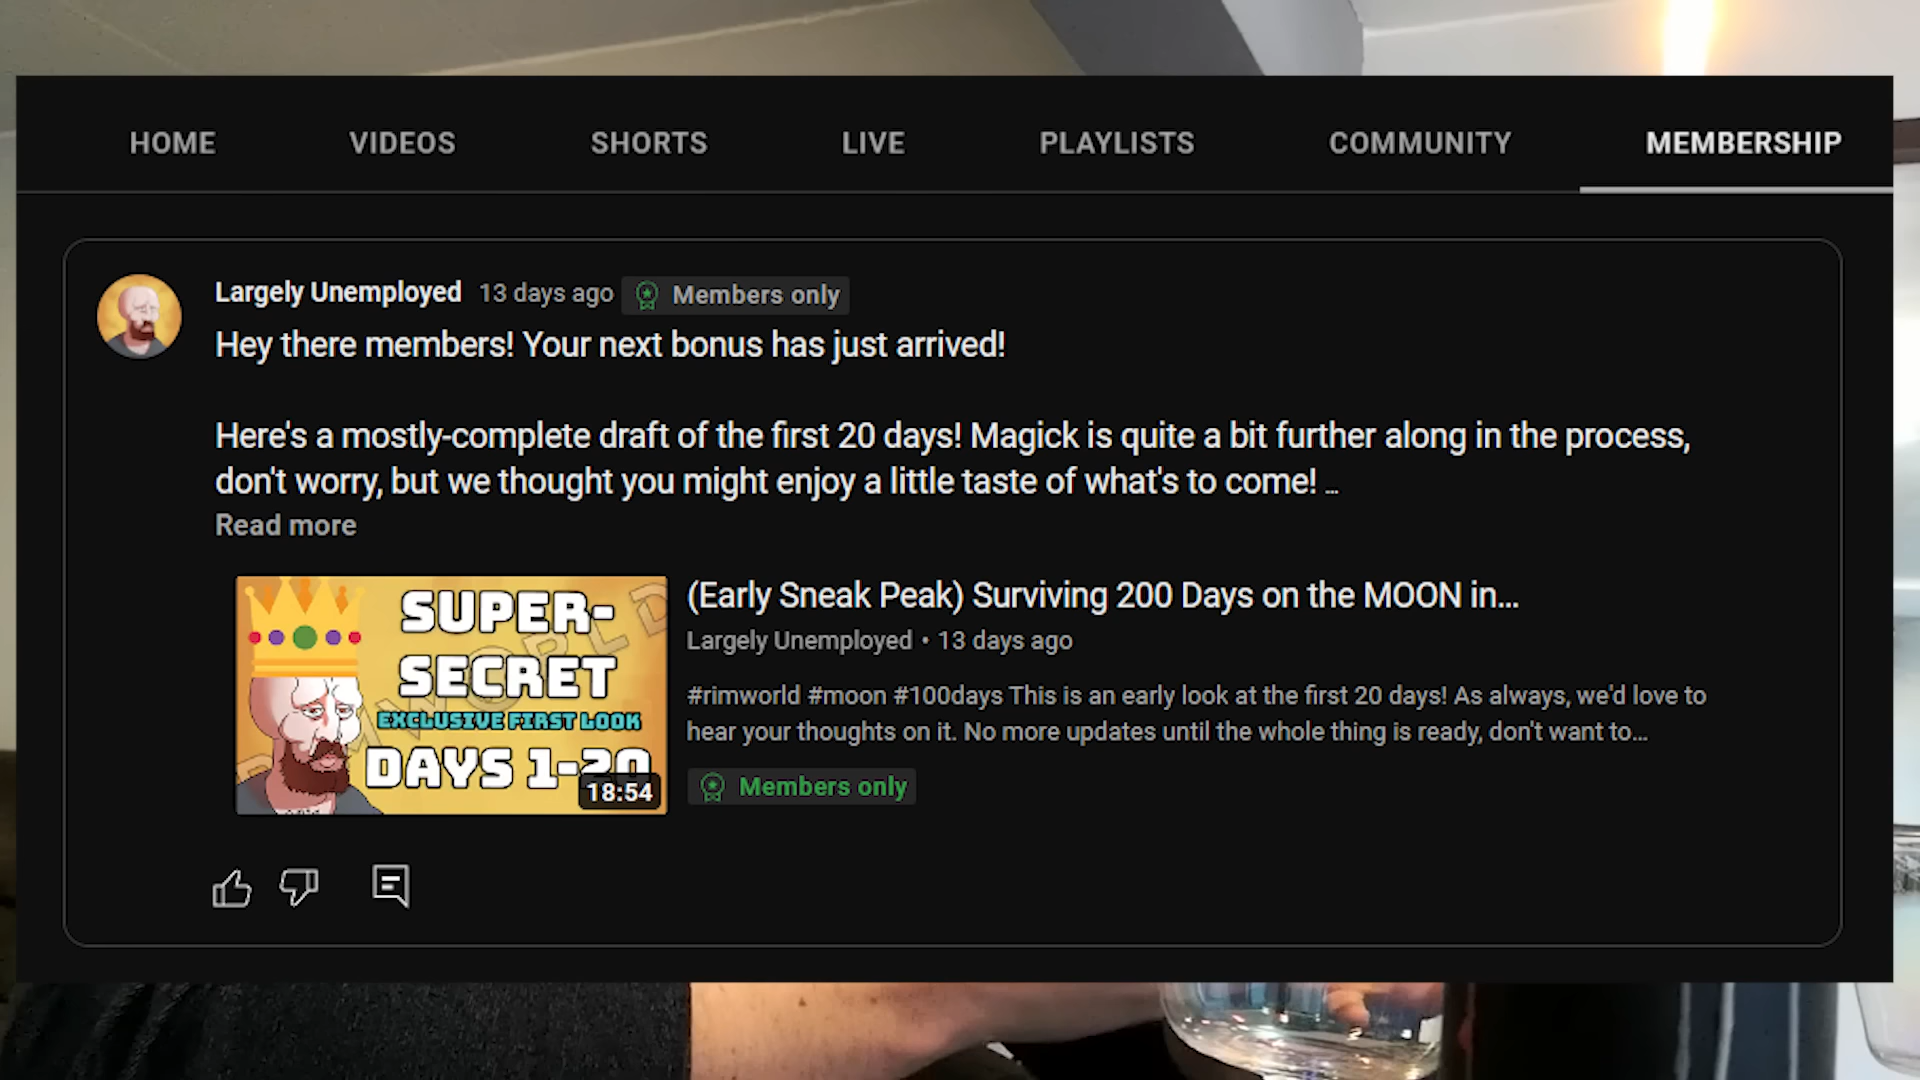 HOME VIDEOS SHORTS LIVE PLAYLISTS COMMUNITY MEMBERSHIP
Largely Unemployed 13 days ago Members only
Hey there members! Your next bonus has just arrived!
Here's a mostly-complete draft of the first 20 days! Magick is quite a bit further along in the process,
don't worry, but we thought you might enjoy a little taste of what's to come! ...
Read more
SUPER-
SECRET
EXCLUSIVE FIRST LOOK
DAYS 1-20
18:54
(Early Sneak Peak) Surviving 200 Days on the MOON in...
Largely Unemployed • 13 days ago
#rimworld #moon #100days This is an early look at the first 20 days! As always, we'd love to
hear your thoughts on it. No more updates until the whole thing is ready, don't want to...
Members only